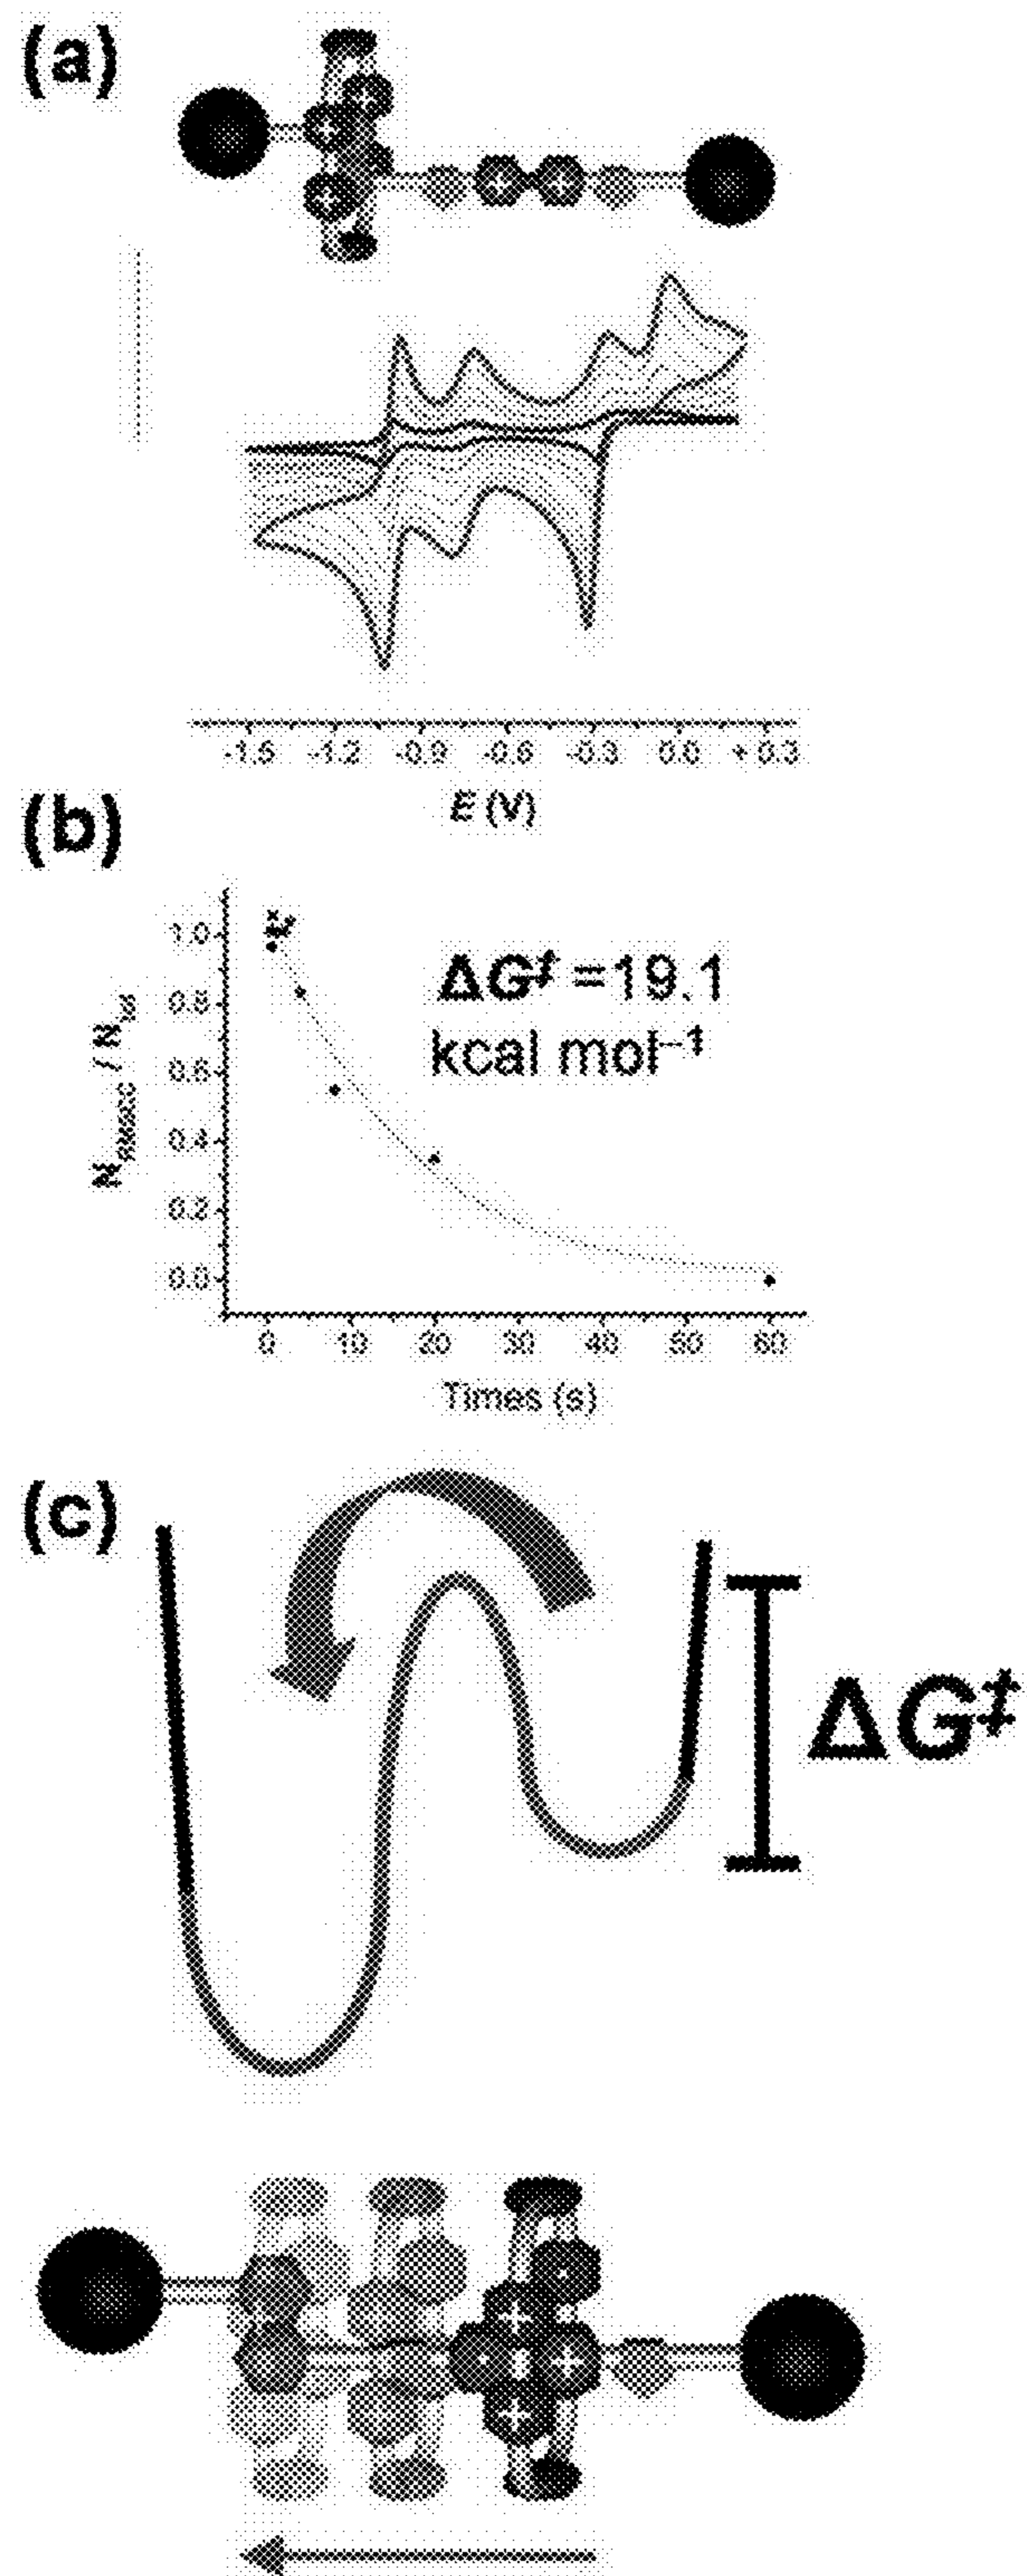 (a)
-1.5 -1.2 -0.9 -0.6 -0.3 0.0 +0.3
E (V)
(b)
1.0
0.8
0.6
0.4
0.2
0.0
ΔG‡ =19.1
kcal mol⁻¹
0 10 20 30 40 50 60
Times (s)
(c)
ΔG‡